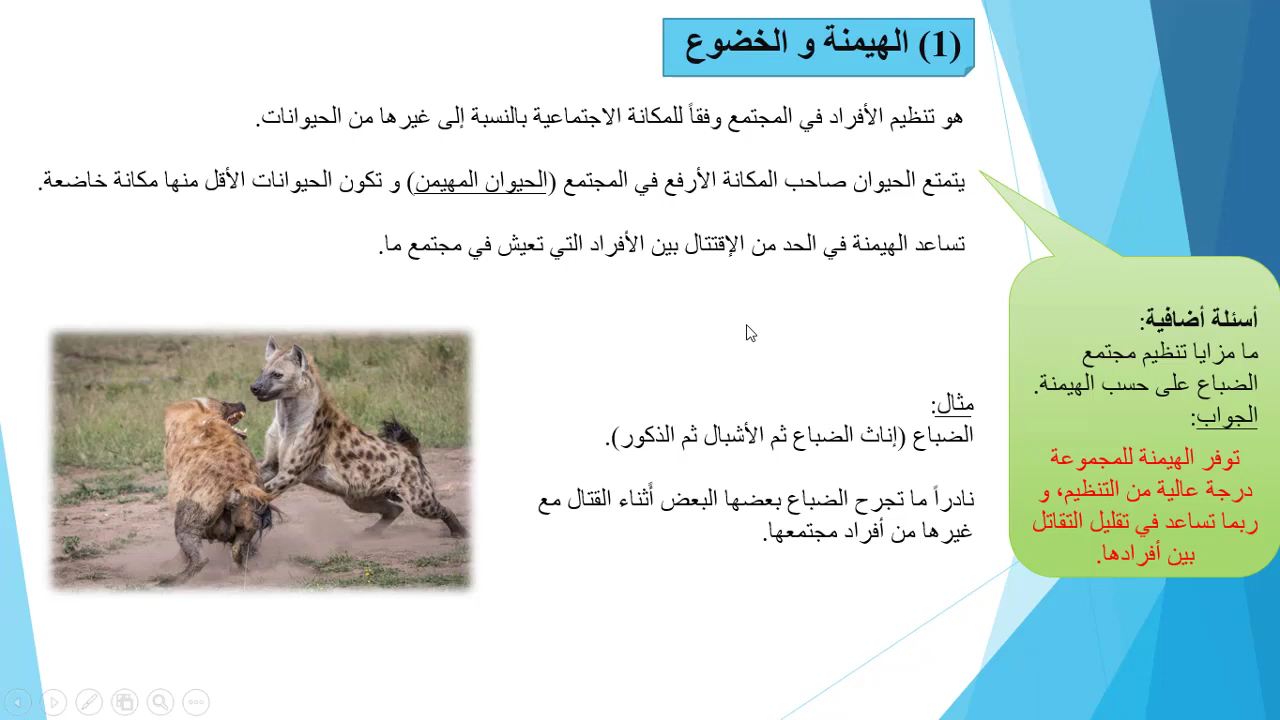 (1) الهيمنة و الخضوع
هو تنظيم الأفراد في المجتمع وفقاً للمكانة الاجتماعية بالنسبة إلى غيرها من الحيوانات.
يتمتع الحيوان صاحب المكانة الأرفع في المجتمع (الحيوان المهيمن) و تكون الحيوانات الأقل منها مكانة خاضعة.
تساعد الهيمنة في الحد من الإقتتال بين الأفراد التي تعيش في مجتمع ما.
أسئلة أضافية:
ما مزايا تنظيم مجتمع
الضباع على حسب الهيمنة.
الجواب:
توفر الهيمنة للمجموعة
درجة عالية من التنظيم، و
ربما تساعد في تقليل التقاتل
بين أفرادها.
مثال:
الضباع (إناث الضباع ثم الأشبال ثم الذكور).
نادراً ما تجرح الضباع بعضها البعض أَثناء القتال مع
غيرها من أفراد مجتمعها.